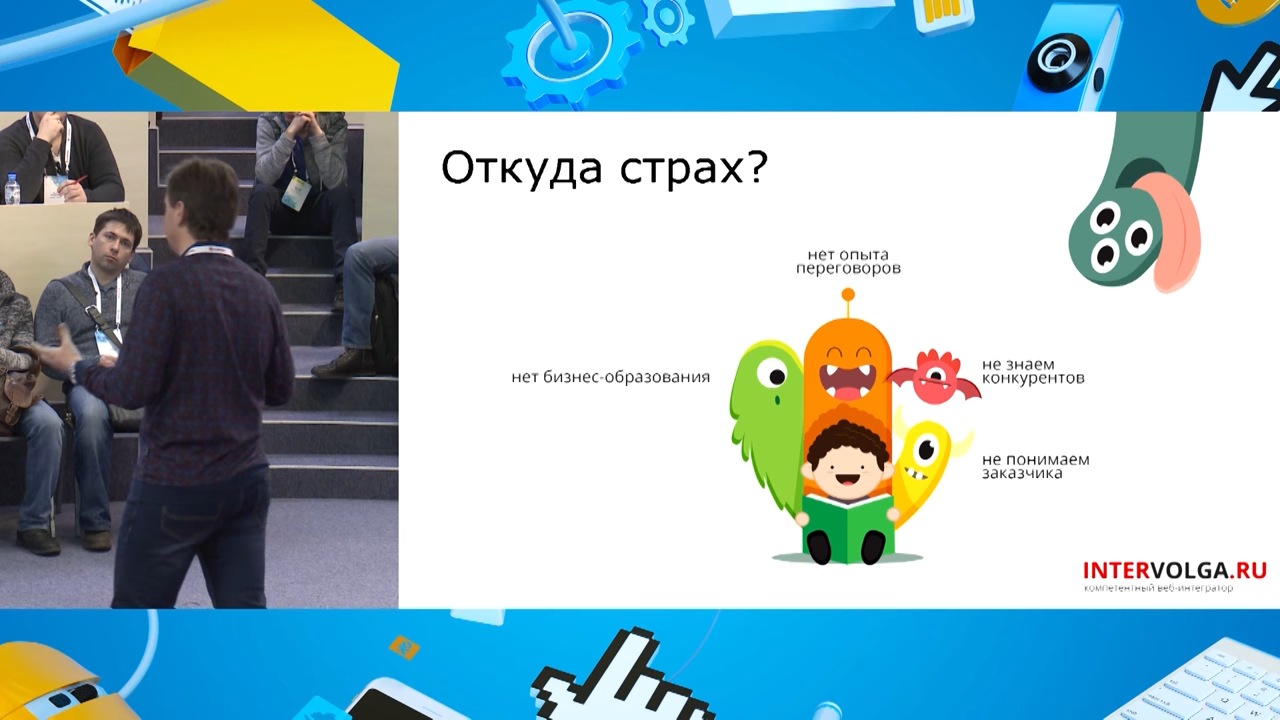 Откуда страх?
нет опыта
переговоров
нет бизнес-образования
не знаем
конкурентов
не понимаем
заказчика
INTERVOLGA.RU
компетентный веб-интегратор